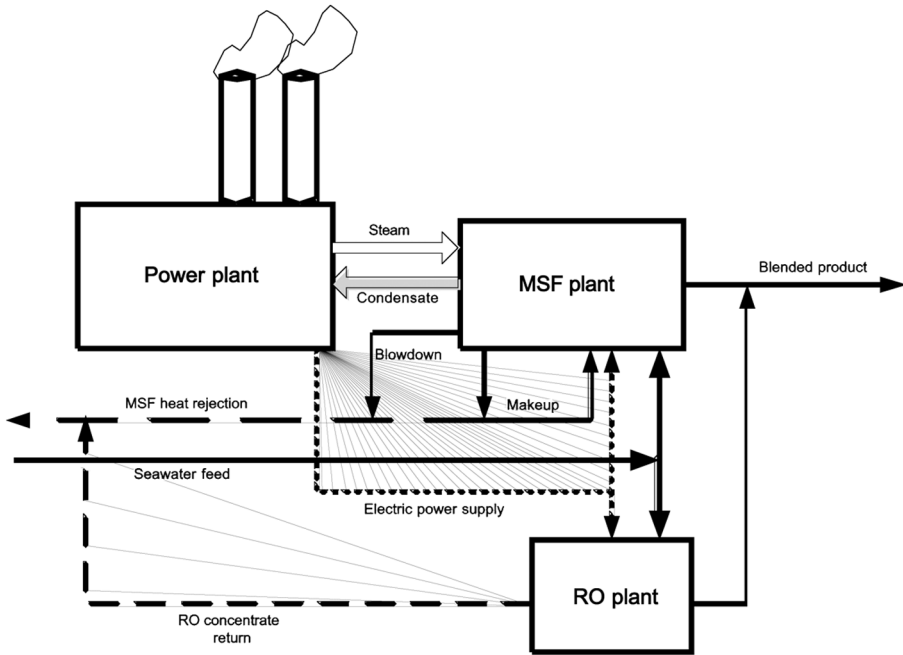 Steam
Power plant
MSF plant
Blended product
Condensate
Blowdown
MSF heat rejection
Makeup
Seawater feed
Electric power supply
RO plant
RO concentrate
return